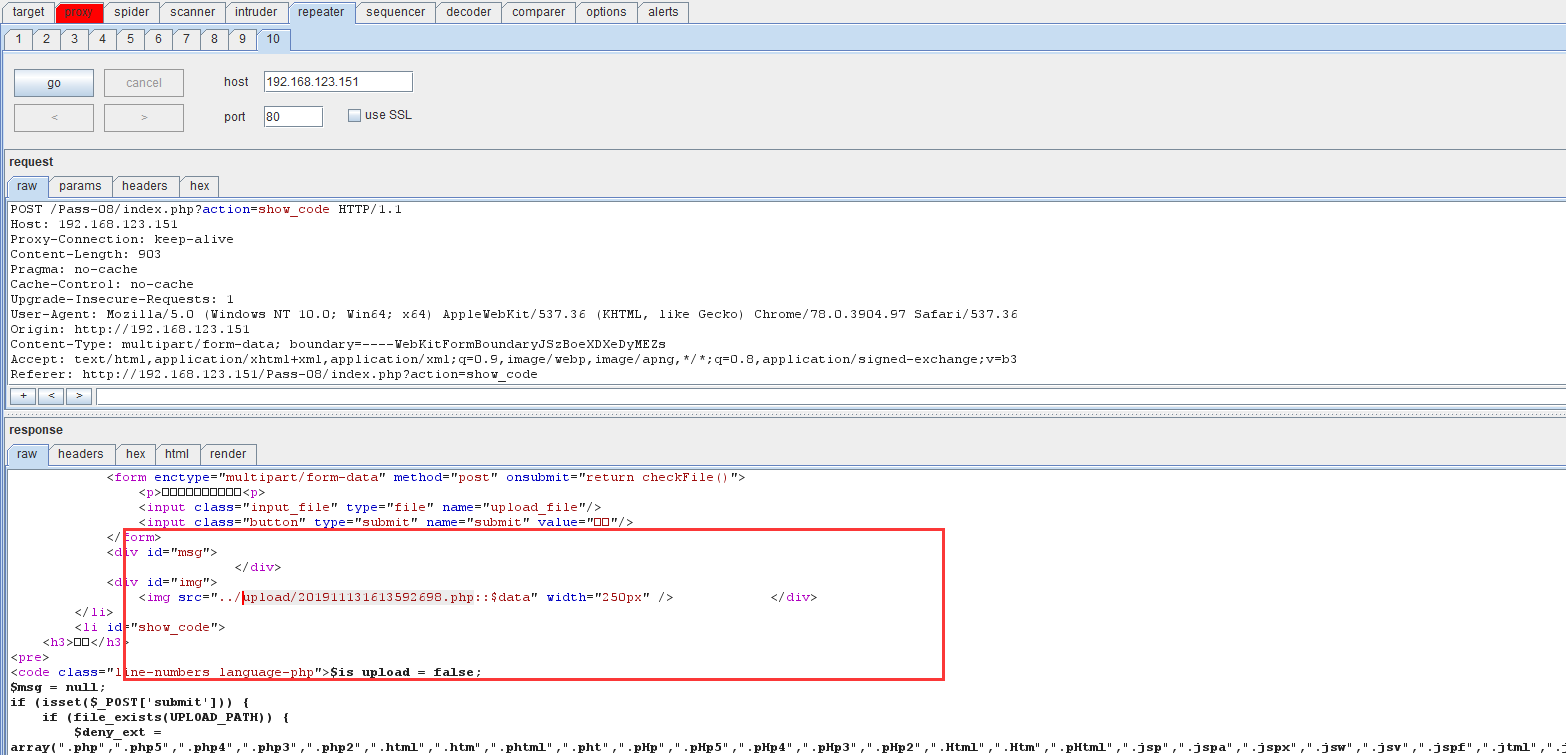 target proxy spider scanner intruder repeater sequencer decoder comparer options alerts
1 2 3 4 5 6 7 8 9 10
go cancel host 192.168.123.151
< > port 80 use SSL
request
raw params headers hex
POST /Pass-08/index.php?action=show_code HTTP/1.1
Host: 192.168.123.151
Proxy-Connection: keep-alive
Content-Length: 903
Pragma: no-cache
Cache-Control: no-cache
Upgrade-Insecure-Requests: 1
User-Agent: Mozilla/5.0 (Windows NT 10.0; Win64; x64) AppleWebKit/537.36 (KHTML, like Gecko) Chrome/78.0.3904.97 Safari/537.36
Origin: http://192.168.123.151
Content-Type: multipart/form-data; boundary=----WebKitFormBoundaryJSzBoeXDXeDyMEZs
Accept: text/html,application/xhtml+xml,application/xml;q=0.9,image/webp,image/apng,*/*;q=0.8,application/signed-exchange;v=b3
Referer: http://192.168.123.151/Pass-08/index.php?action=show_code
+ < >
response
raw headers hex html render
<form enctype="multipart/form-data" method="post" onsubmit="return checkFile()">
<p>□□□□□□□□□□<p>
<input class="input_file" type="file" name="upload_file"/>
<input class="button" type="submit" name="submit" value="□□"/>
</form>
<div id="msg">
</div>
<div id="img">
<img src="../upload/201911131613592698.php::$data" width="250px" /> </div>
</li>
<li id="show_code">
<h3>□□</h3>
<pre>
<code class="line-numbers language-php">$is_upload = false;
$msg = null;
if (isset($_POST['submit'])) {
if (file_exists(UPLOAD_PATH)) {
$deny_ext =
array(".php",".php5",".php4",".php3",".php2",".html",".htm",".phtml",".pht",".pHp",".pHp5",".pHp4",".pHp3",".pHp2",".Html",".Htm",".pHtml",".jsp",".jspa",".jspx",".jsw",".jsv",".jspf",".jtml",".j